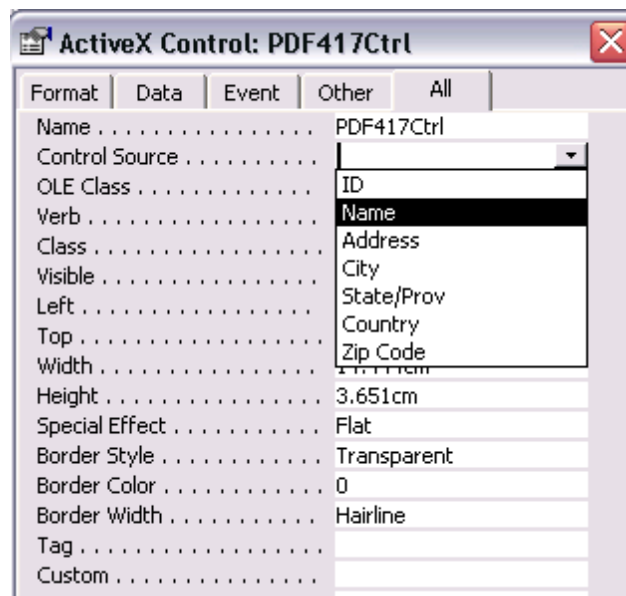 ActiveX Control: PDF417Ctrl
Format Data Event Other All
Name . . . . . . . . . . . . . . . . PDF417Ctrl
Control Source . . . . . . . . . .
OLE Class . . . . . . . . . . . . . ID
Verb . . . . . . . . . . . . . . . . . Name
Class . . . . . . . . . . . . . . . . Address
Visible . . . . . . . . . . . . . . . . City
Left . . . . . . . . . . . . . . . . . State/Prov
Top . . . . . . . . . . . . . . . . . . Country
Width . . . . . . . . . . . . . . . . Zip Code
Height . . . . . . . . . . . . . . . . 3.651cm
Special Effect . . . . . . . . . . . Flat
Border Style . . . . . . . . . . . . Transparent
Border Color . . . . . . . . . . . . 0
Border Width . . . . . . . . . . . Hairline
Tag . . . . . . . . . . . . . . . . . .
Custom . . . . . . . . . . . . . . .